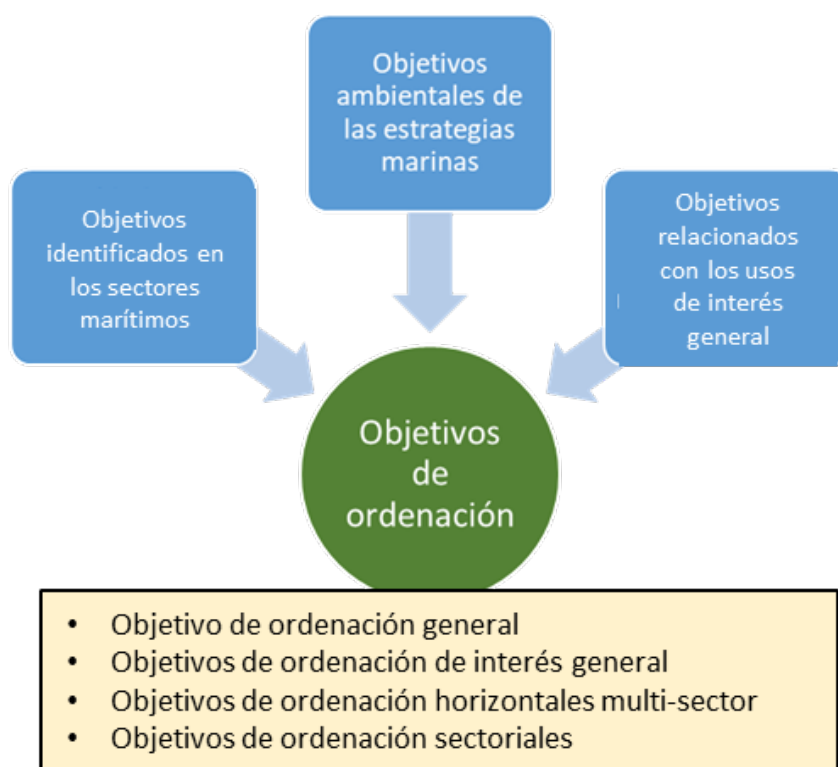 Objetivos
ambientales de
las estrategias
marinas
Objetivos
identificados en
los sectores
marítimos
Objetivos
relacionados
con los usos
de interés
general
Objetivos
de
ordenación
• Objetivo de ordenación general
• Objetivos de ordenación de interés general
• Objetivos de ordenación horizontales multi-sector
• Objetivos de ordenación sectoriales